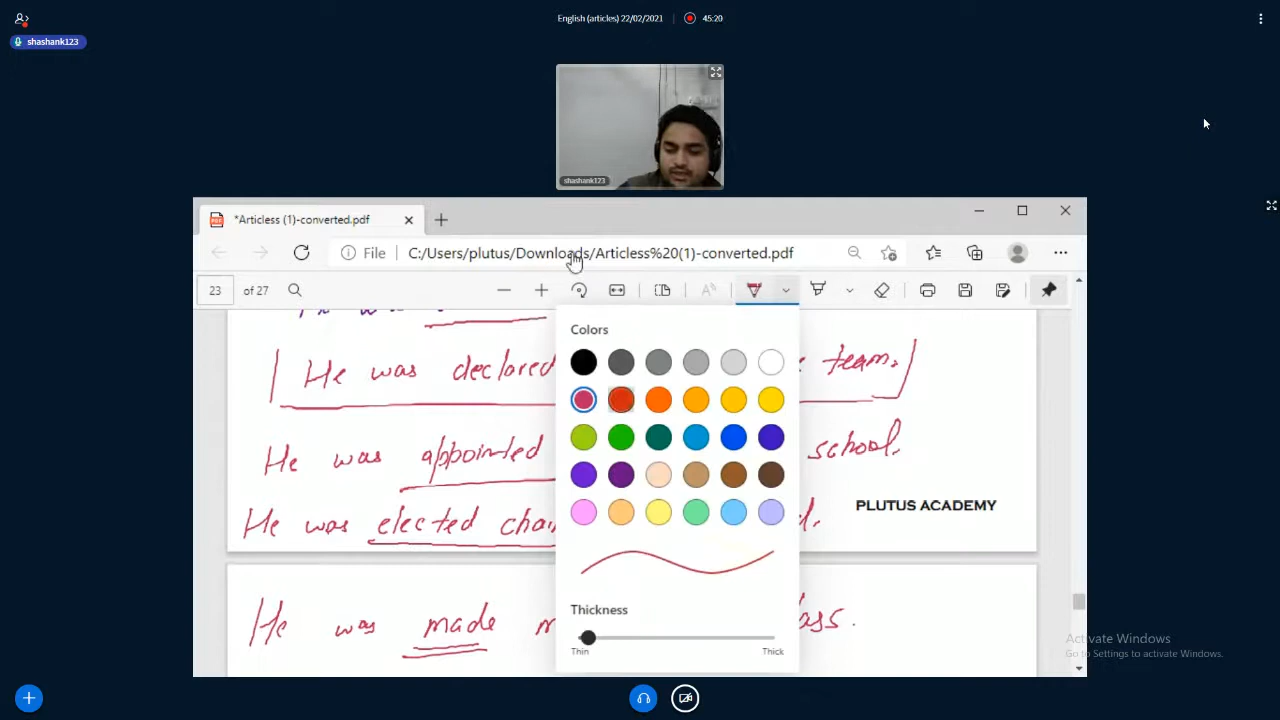 English (articles) 22/02/2021 45:20
shashank123
shashank123
*Articless (1)-converted.pdf
File C:/Users/plutus/Downloads/Articless%20(1)-converted.pdf
23 of 27
Colors
He was declared team.
He was appointed school.
PLUTUS ACADEMY
He was elected
Thickness
Thin Thick
He was made
Activate Windows
Go to Settings to activate Windows.